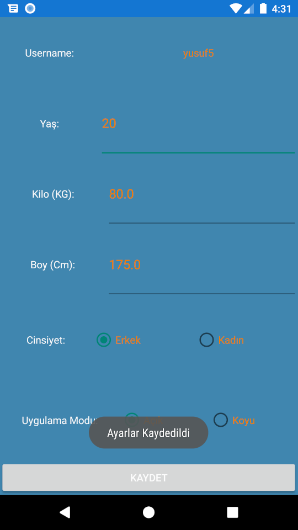 4:31
Username: yusuf5
Yaş: 20
Kilo (KG): 80.0
Boy (Cm): 175.0
Cinsiyet: Erkek Kadın
Uygulama Modu Koyu
Ayarlar Kaydedildi
KAYDET